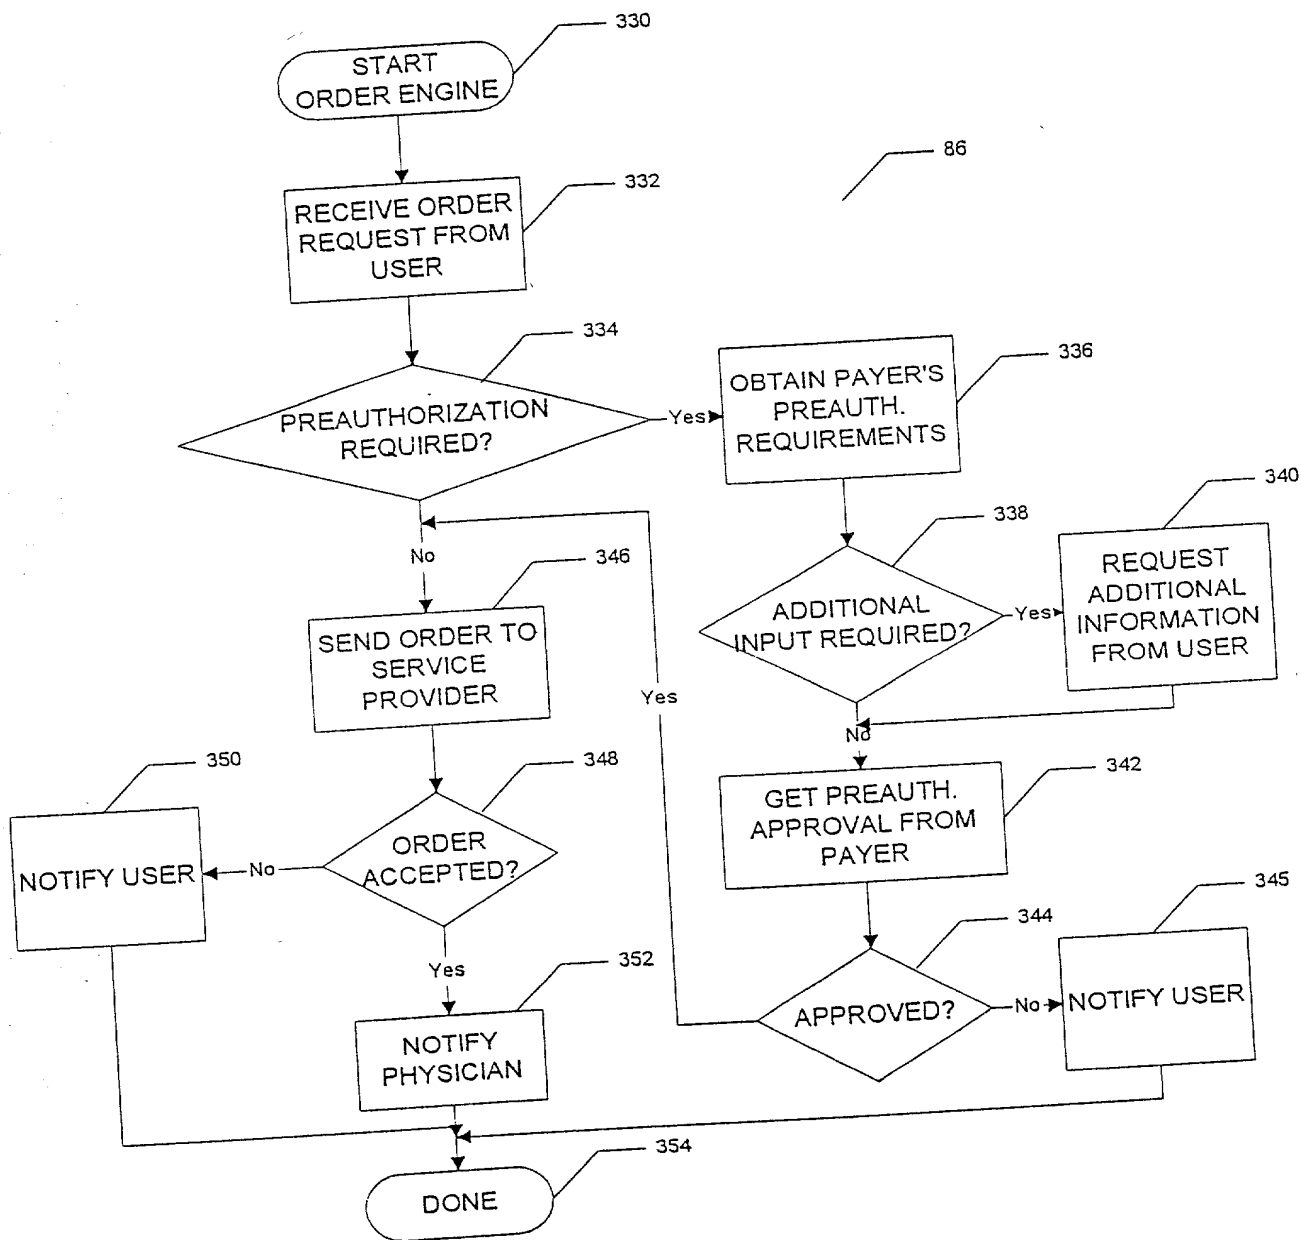 330
START
ORDER ENGINE
86
332
RECEIVE ORDER
REQUEST FROM
USER
334
PREAUTHORIZATION
REQUIRED?
Yes
336
OBTAIN PAYER'S
PREAUTH.
REQUIREMENTS
No
338
ADDITIONAL
INPUT REQUIRED?
Yes
340
REQUEST
ADDITIONAL
INFORMATION
FROM USER
346
SEND ORDER TO
SERVICE
PROVIDER
Yes
No
342
GET PREAUTH.
APPROVAL FROM
PAYER
348
ORDER
ACCEPTED?
No
350
NOTIFY USER
344
APPROVED?
No
345
NOTIFY USER
Yes
352
NOTIFY
PHYSICIAN
354
DONE